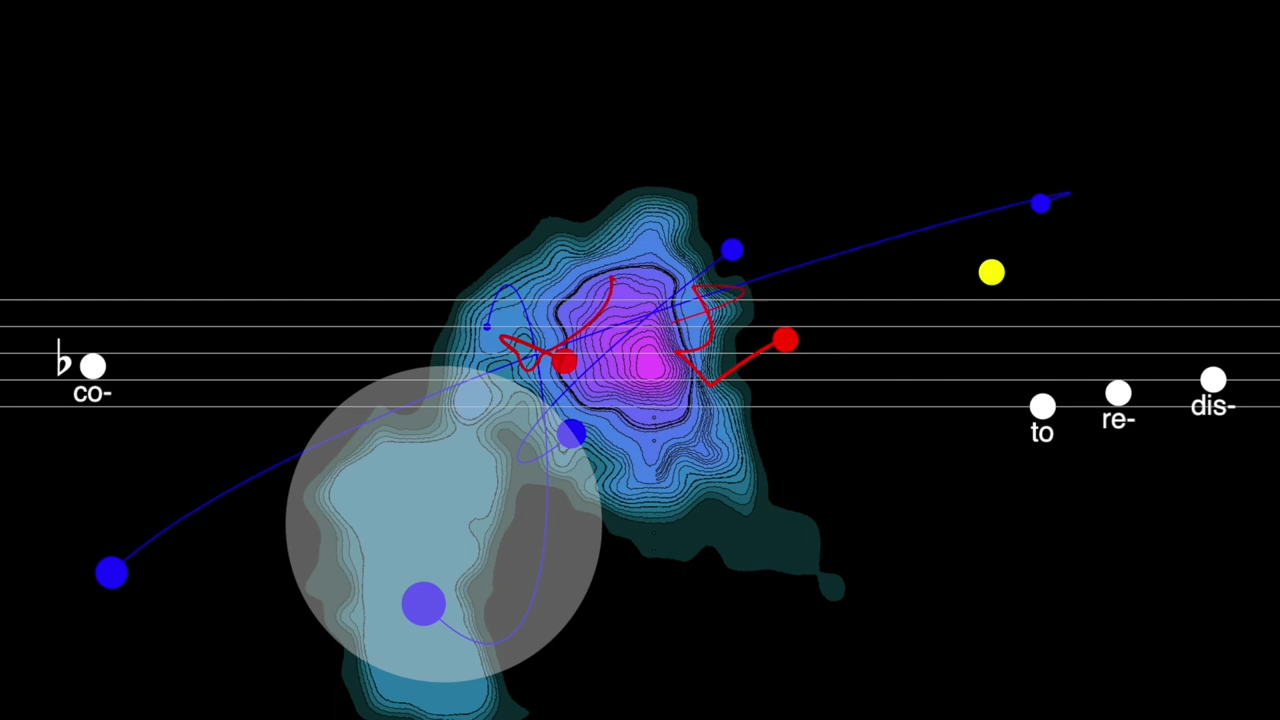 co-
to
re-
dis-